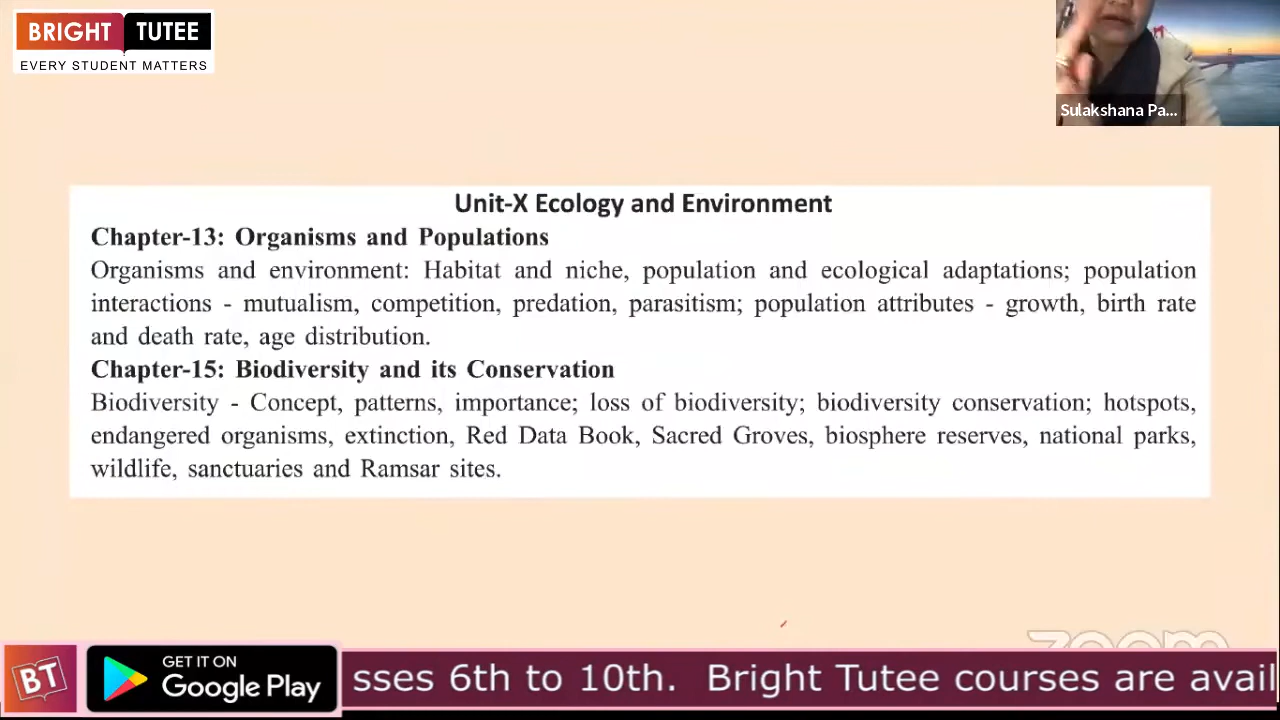 BRIGHT TUTEE
EVERY STUDENT MATTERS
Sulakshana Pa...
Unit-X Ecology and Environment
Chapter-13: Organisms and Populations
Organisms and environment: Habitat and niche, population and ecological adaptations; population
interactions - mutualism, competition, predation, parasitism; population attributes - growth, birth rate
and death rate, age distribution.
Chapter-15: Biodiversity and its Conservation
Biodiversity - Concept, patterns, importance; loss of biodiversity; biodiversity conservation; hotspots,
endangered organisms, extinction, Red Data Book, Sacred Groves, biosphere reserves, national parks,
wildlife, sanctuaries and Ramsar sites.
zoom
BT
GET IT ON
Google Play
sses 6th to 10th. Bright Tutee courses are avail